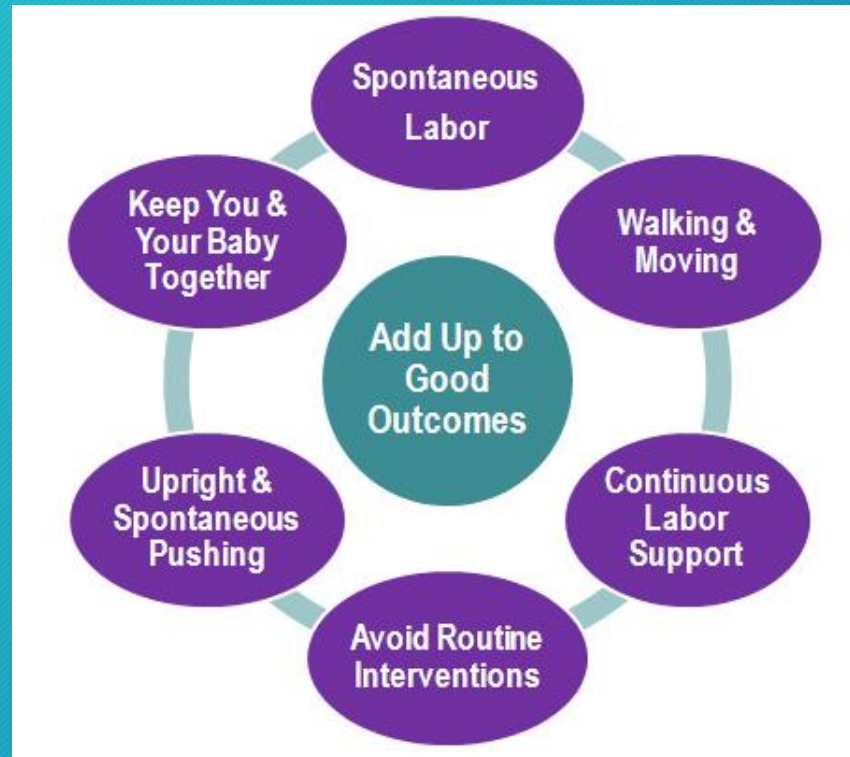 Spontaneous
Labor
Walking &
Moving
Continuous
Labor
Support
Avoid Routine
Interventions
Upright &
Spontaneous
Pushing
Keep You &
Your Baby
Together
Add Up to
Good
Outcomes